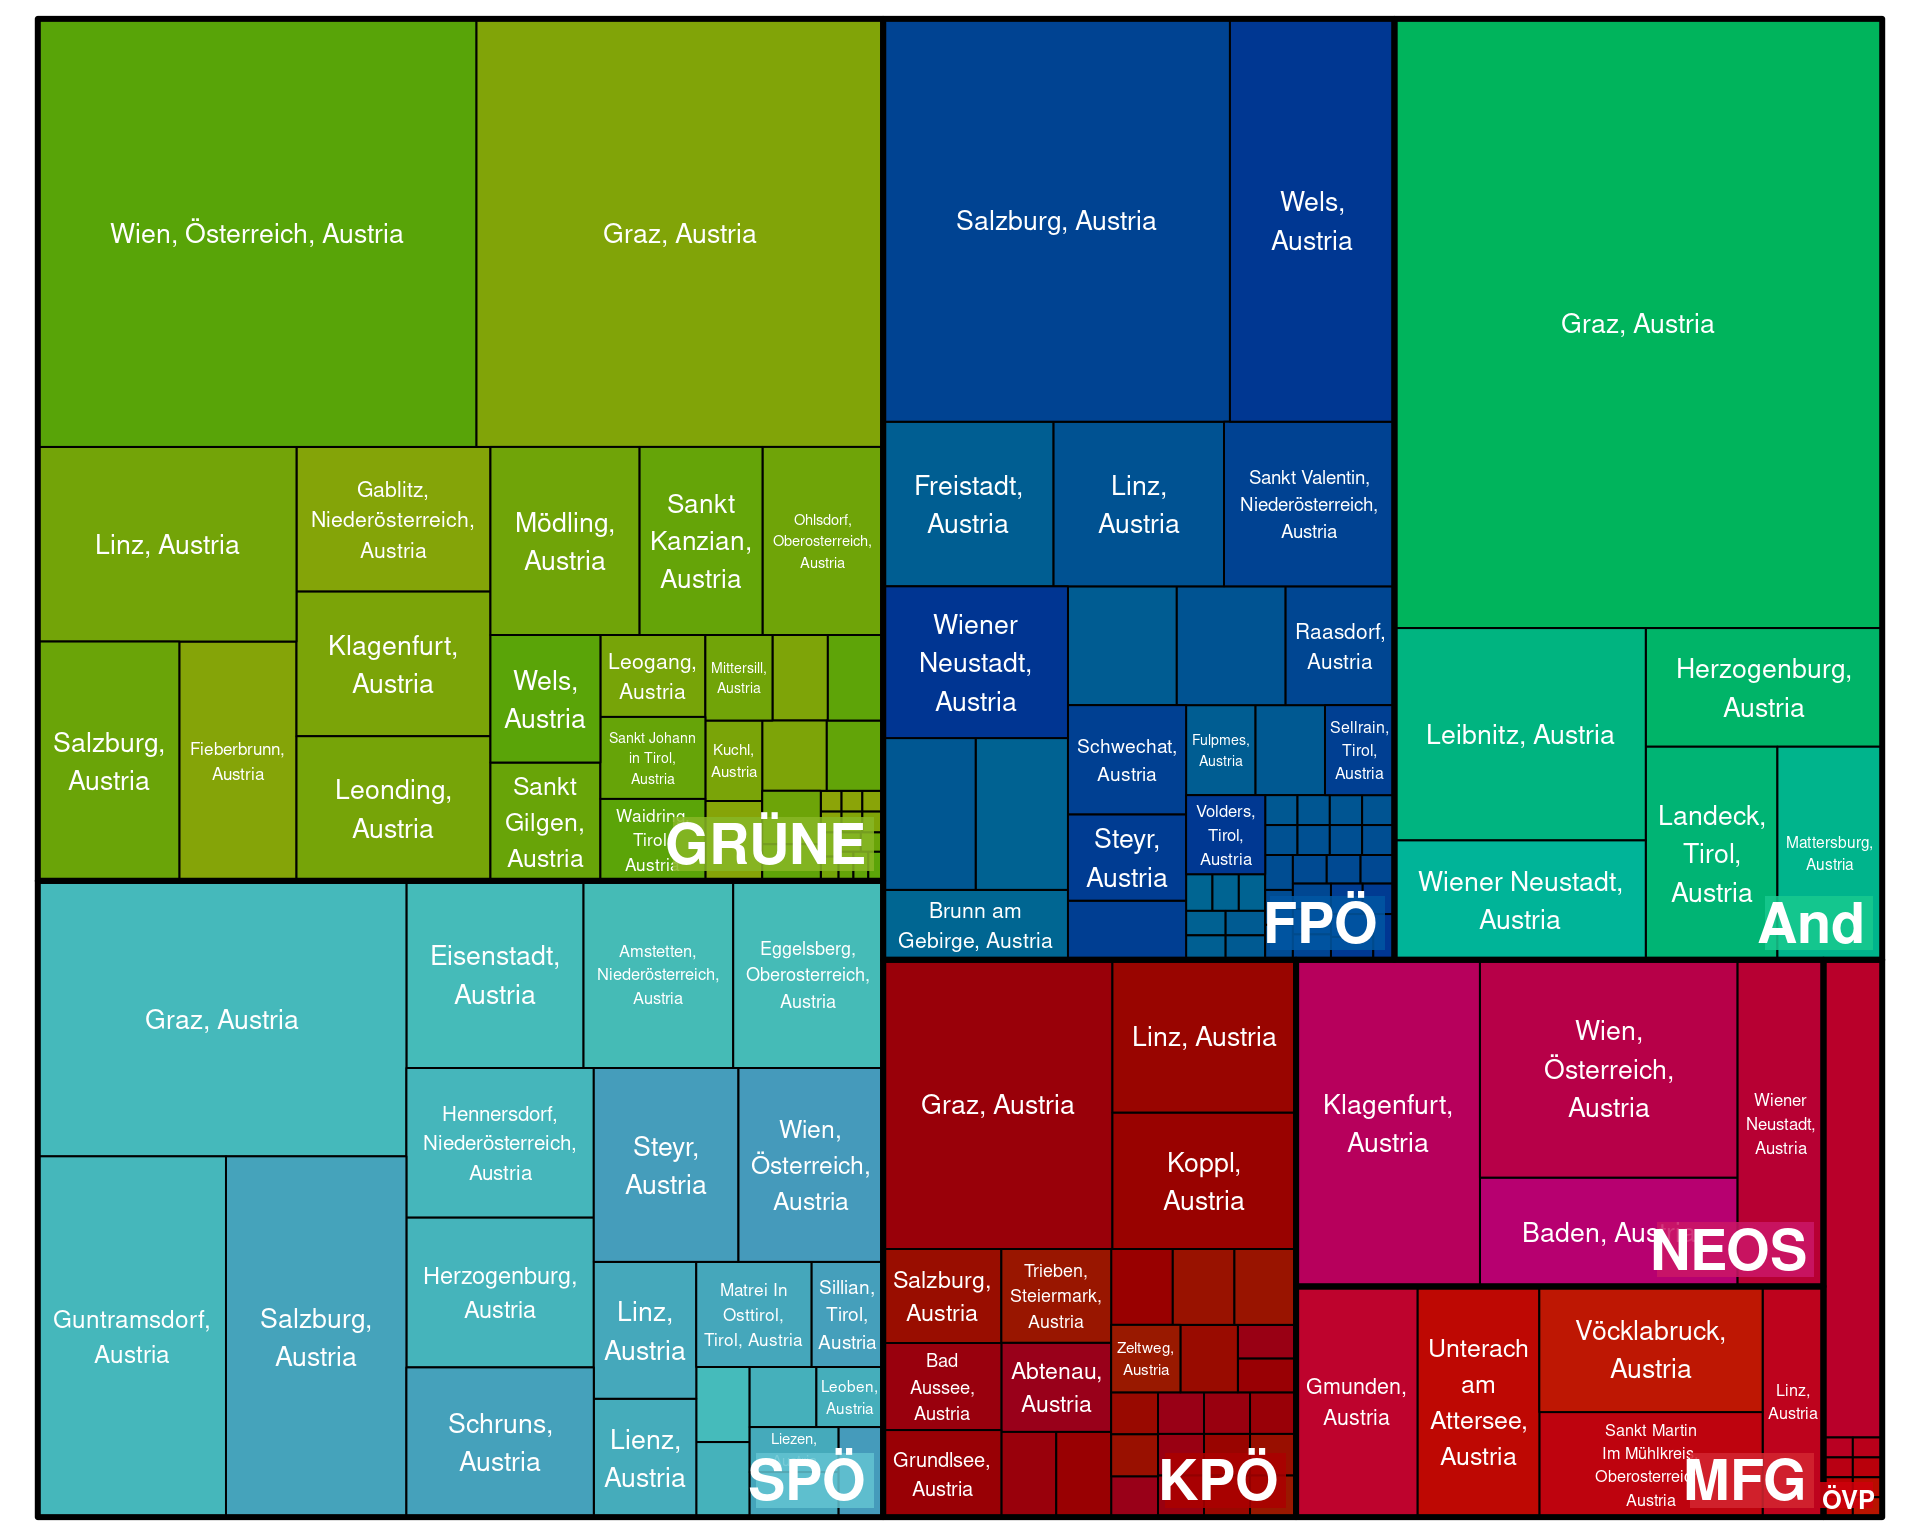 Wien, Österreich, Austria
Graz, Austria
Linz, Austria
Gablitz,
Niederösterreich,
Austria
Klagenfurt,
Austria
Leonding,
Austria
Salzburg,
Austria
Fieberbrunn,
Austria
Mödling,
Austria
Sankt
Kanzian,
Austria
Ohlsdorf,
Oberosterreich,
Austria
Wels,
Austria
Sankt
Gilgen,
Austria
Leogang,
Austria
Sankt Johann
in Tirol,
Austria
Waidring,
Tirol,
Austria
Mittersill,
Austria
Kuchl,
Austria
GRÜNE
Salzburg, Austria
Wels,
Austria
Freistadt,
Austria
Linz,
Austria
Sankt Valentin,
Niederösterreich,
Austria
Wiener
Neustadt,
Austria
Raasdorf,
Austria
Schwechat,
Austria
Fulpmes,
Austria
Sellrain,
Tirol,
Austria
Steyr,
Austria
Volders,
Tirol,
Austria
Brunn am
Gebirge, Austria
FPÖ
Graz, Austria
Leibnitz, Austria
Herzogenburg,
Austria
Wiener Neustadt,
Austria
Landeck,
Tirol,
Austria
Mattersburg,
Austria
And
Graz, Austria
Eisenstadt,
Austria
Amstetten,
Niederösterreich,
Austria
Eggelsberg,
Oberosterreich,
Austria
Guntramsdorf,
Austria
Salzburg,
Austria
Hennersdorf,
Niederösterreich,
Austria
Herzogenburg,
Austria
Schruns,
Austria
Steyr,
Austria
Wien,
Österreich,
Austria
Linz,
Austria
Matrei In
Osttirol,
Tirol, Austria
Sillian,
Tirol,
Austria
Lienz,
Austria
Leoben,
Austria
Liezen,
SPÖ
Graz, Austria
Linz, Austria
Koppl,
Austria
Salzburg,
Austria
Trieben,
Steiermark,
Austria
Bad
Aussee,
Austria
Abtenau,
Austria
Zeltweg,
Austria
Grundlsee,
Austria
KPÖ
Klagenfurt,
Austria
Wien,
Österreich,
Austria
Wiener
Neustadt,
Austria
Baden, Austria
NEOS
Gmunden,
Austria
Unterach
am
Attersee,
Austria
Vöcklabruck,
Austria
Sankt Martin
Im Mühlkreis,
Oberosterreich,
Austria
Linz,
Austria
MFG
ÖVP